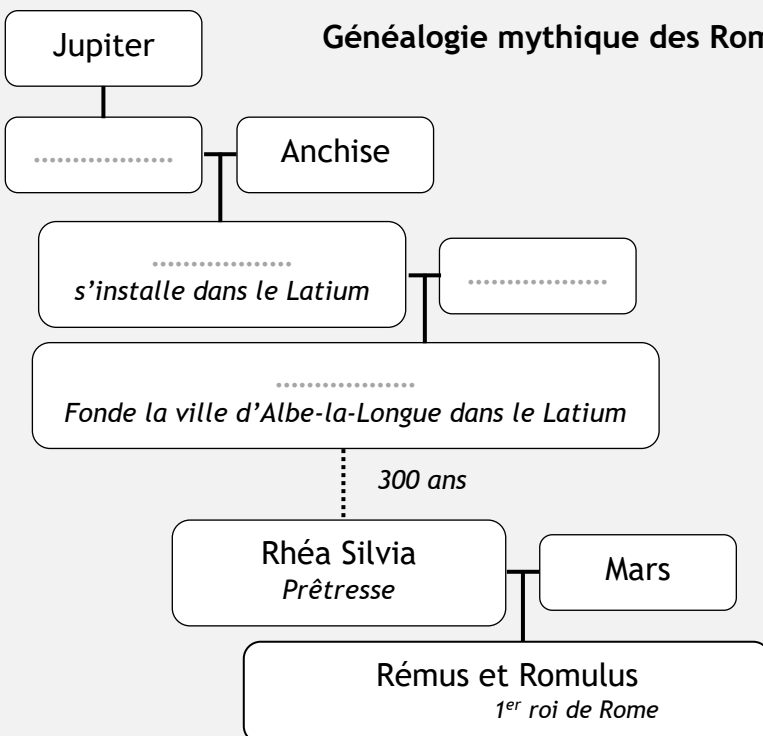 Jupiter
Généalogie mythique des Rom
..................
Anchise
..................
s’installe dans le Latium
..................
..................
Fonde la ville d’Albe-la-Longue dans le Latium
300 ans
Rhéa Silvia
Prêtresse
Mars
Rémus et Romulus
1er roi de Rome